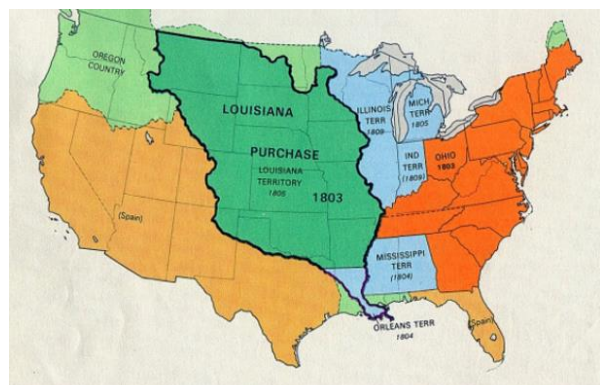 OREGON
COUNTRY
LOUISIANA
PURCHASE
LOUISIANA
TERRITORY
1805
1803
ILLINOIS
TERR
1809
MICH
TERR
1805
IND
TERR
(1809)
OHIO
1803
(Spain)
MISSISSIPPI
TERR
(1804)
ORLEANS TERR
1804
(Spain)